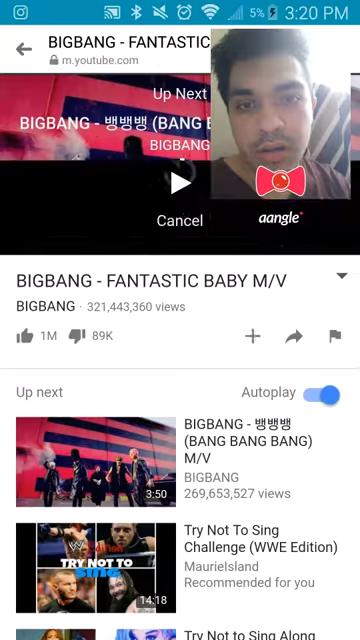 5% 3:20 PM
BIGBANG - FANTASTIC
m.youtube.com
Up Next
BIGBANG - 뱅뱅뱅 (BANG
BIGBANG
Cancel
aangle
BIGBANG - FANTASTIC BABY M/V
BIGBANG · 321,443,360 views
1M 89K
Up next Autoplay
BIGBANG - 뱅뱅뱅
(BANG BANG BANG)
M/V
BIGBANG
269,653,527 views
3:50
Try Not To Sing
Challenge (WWE Edition)
MaurieIsland
Recommended for you
TRY NOT TO
SING
14:18
Try Not to Sing Along